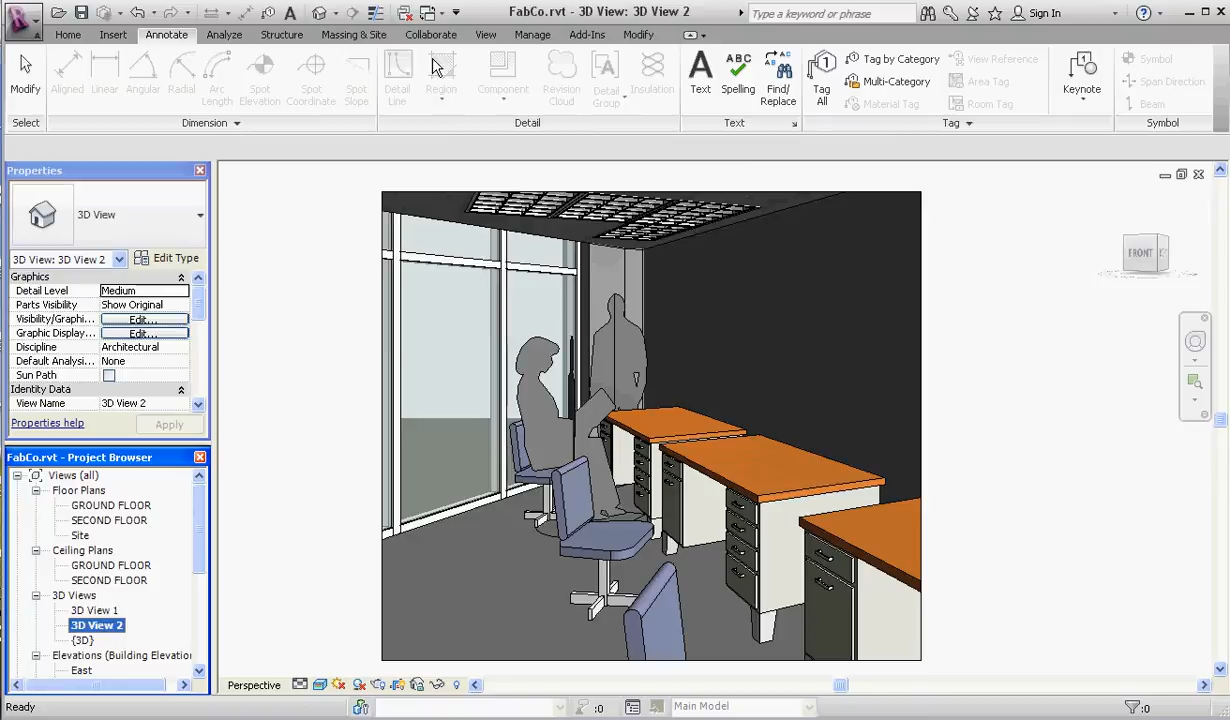 FabCo.rvt - 3D View: 3D View 2
Type a keyword or phrase
Sign In
Home Insert Annotate Analyze Structure Massing & Site Collaborate View Manage Add-Ins Modify
Modify
Aligned Linear Angular Radial Arc Length Spot Elevation Spot Coordinate Spot Slope
Detail Line Region Component Revision Cloud Detail Group Insulation
Text ABC Spelling Find/ Replace
Tag All Tag by Category Multi-Category Material Tag View Reference Area Tag Room Tag
Keynote
Symbol Span Direction Beam
Select Dimension Detail Text Tag Symbol
Properties
3D View
3D View: 3D View 2 Edit Type
Graphics
Detail Level Medium
Parts Visibility Show Original
Visibility/Graphi... Edit...
Graphic Display... Edit...
Discipline Architectural
Default Analysi... None
Sun Path
Identity Data
View Name 3D View 2
Properties help Apply
FabCo.rvt - Project Browser
Views (all)
Floor Plans
GROUND FLOOR
SECOND FLOOR
Site
Ceiling Plans
GROUND FLOOR
SECOND FLOOR
3D Views
3D View 1
3D View 2
{3D}
Elevations (Building Elevation
East
FRONT
Perspective
Ready
:0
Main Model
:0